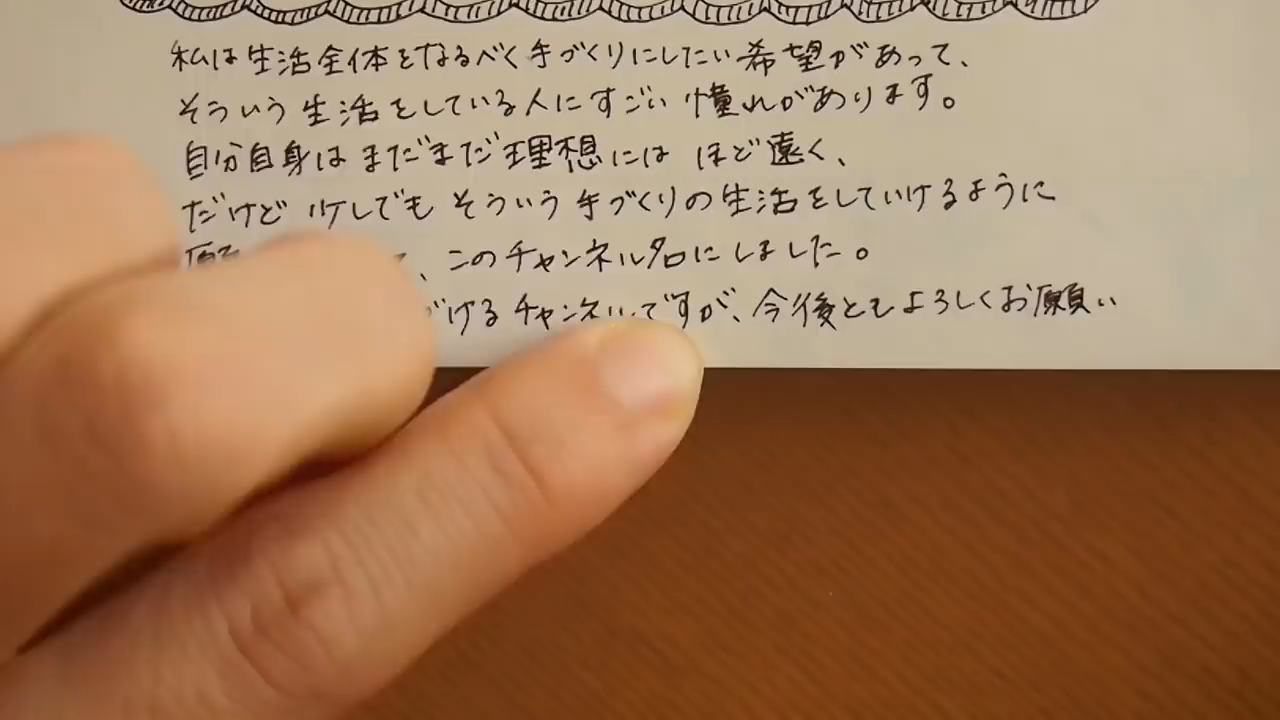 私は生活全体をなるべく手づくりにしたい希望があって、
そういう生活をしている人にすごい憧れがあります。
自分自身はまだまだ理想にはほど遠く、
だけど少しでもそういう手づくりの生活をしていけるように
、このチャンネル名にしました。
づけるチャンネルですが、今後ともよろしくお願い